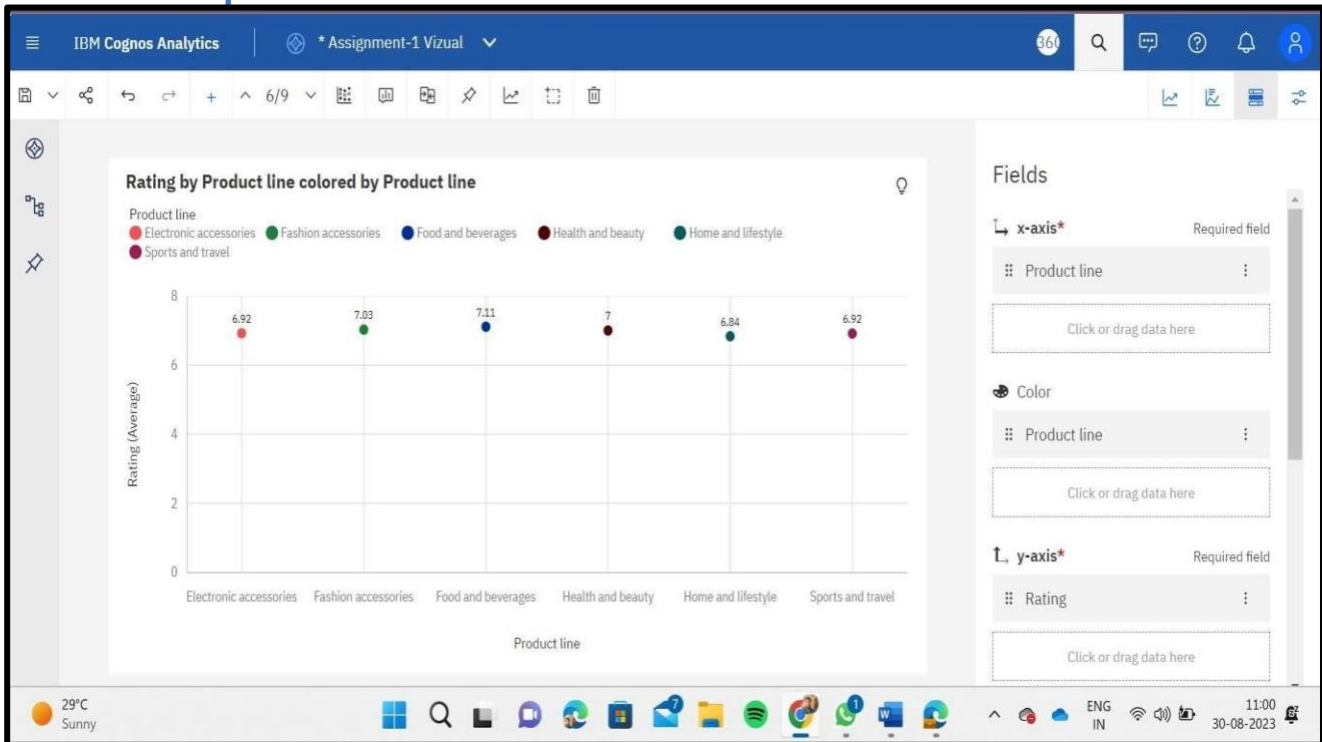 IBM Cognos Analytics
* Assignment-1 Vizual
360
6/9
Rating by Product line colored by Product line
Product line
Electronic accessories Fashion accessories Food and beverages Health and beauty Home and lifestyle
Sports and travel
8
6
4
2
0
Rating (Average)
6.92 7.03 7.11 7 6.84 6.92
Electronic accessories Fashion accessories Food and beverages Health and beauty Home and lifestyle Sports and travel
Product line
Fields
x-axis* Required field
Product line
Click or drag data here
Color
Product line
Click or drag data here
y-axis* Required field
Rating
Click or drag data here
29°C
Sunny
7
1
ENG
IN
11:00
30-08-2023